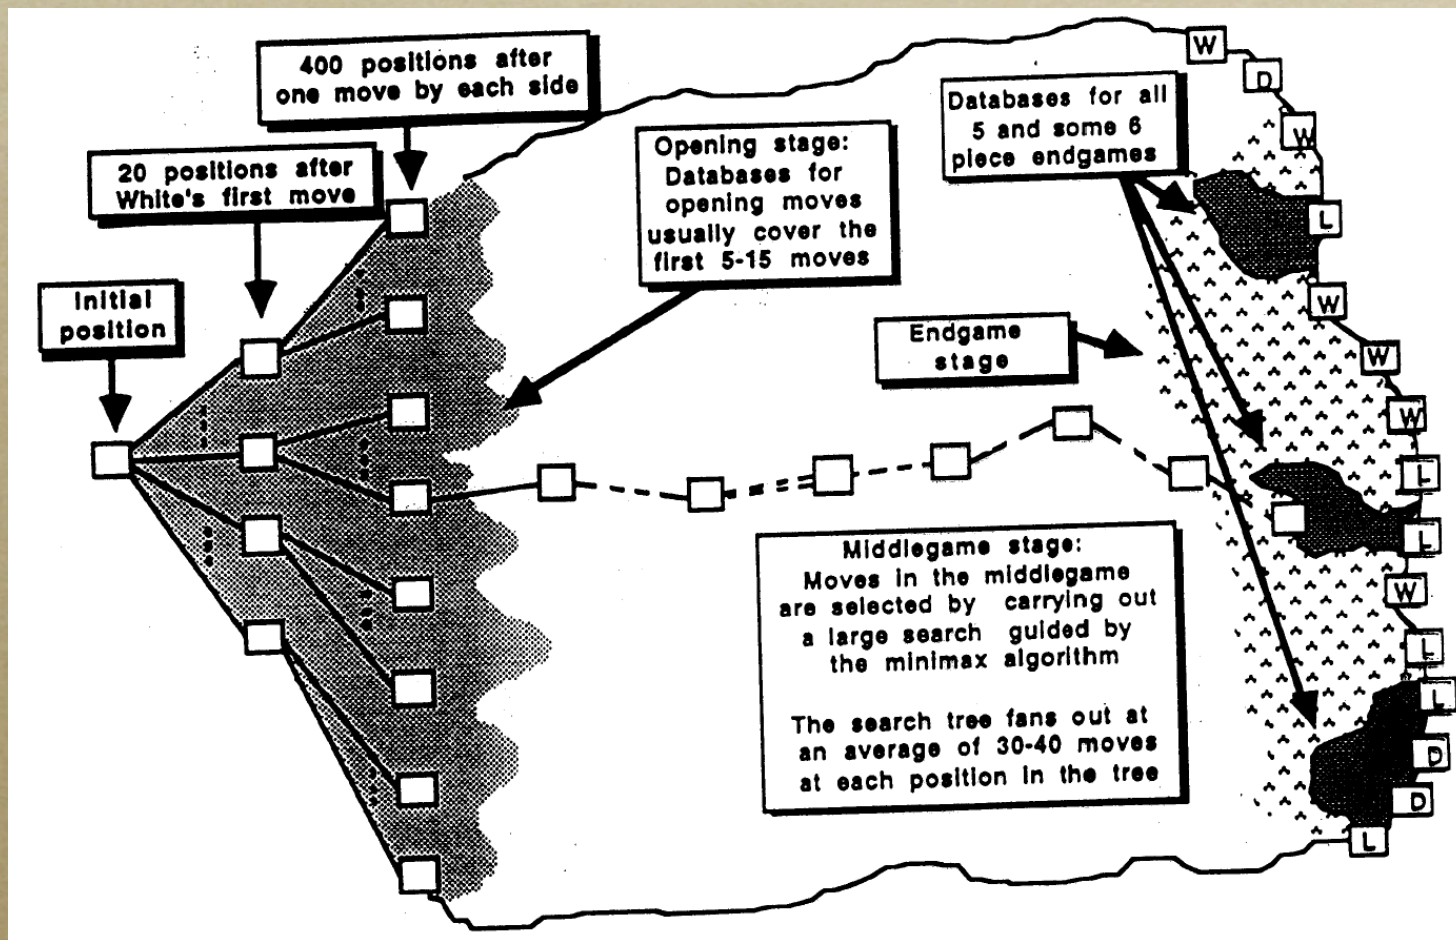 400 positions after
one move by each side
20 positions after
White's first move
Initial
position
Opening stage:
Databases for
opening moves
usually cover the
first 5-15 moves
Databases for all
5 and some 6
piece endgames
Endgame
stage
Middlegame stage:
Moves in the middlegame
are selected by carrying out
a large search guided by
the minimax algorithm
The search tree fans out at
an average of 30-40 moves
at each position in the tree
W
D
W
L
W
W
W
L
L
W
L
L
D
D
L